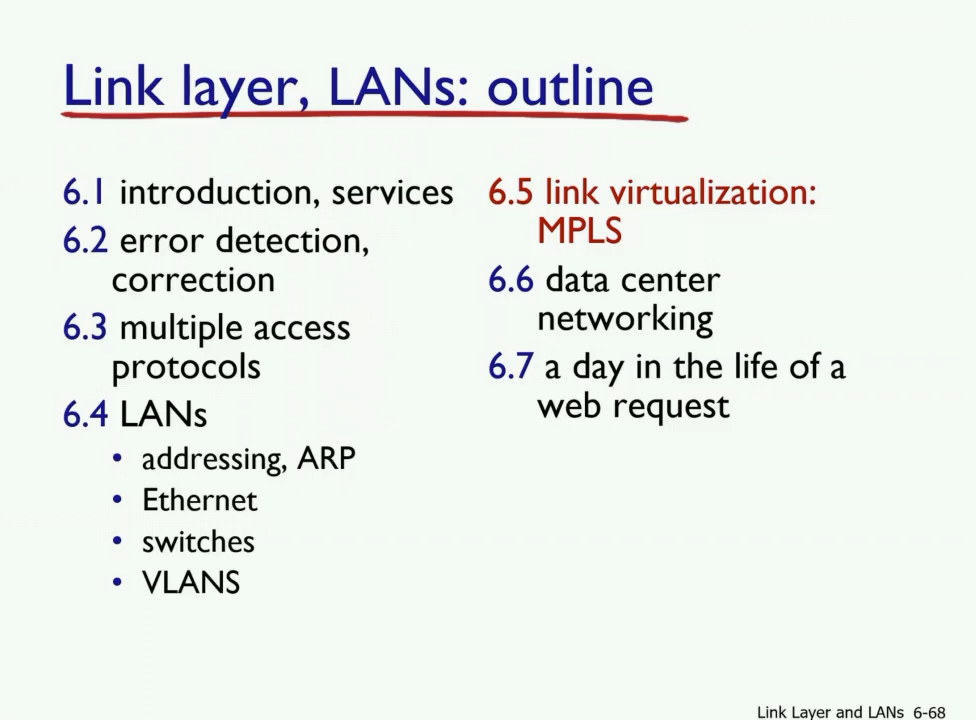 Link layer, LANs: outline
6.1 introduction, services
6.2 error detection,
correction
6.3 multiple access
protocols
6.4 LANs
• addressing, ARP
• Ethernet
• switches
• VLANS
6.5 link virtualization:
MPLS
6.6 data center
networking
6.7 a day in the life of a
web request
Link Layer and LANs 6-68